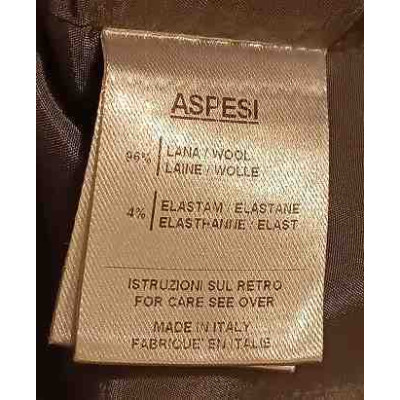 ASPESI
96% LANA / WOOL
LAINE / WOLLE
4% ELASTAM / ELASTANE
ELASTHANNE / ELAST
ISTRUZIONI SUL RETRO
FOR CARE SEE OVER
MADE IN ITALY
FABRIQUE' EN ITALIE